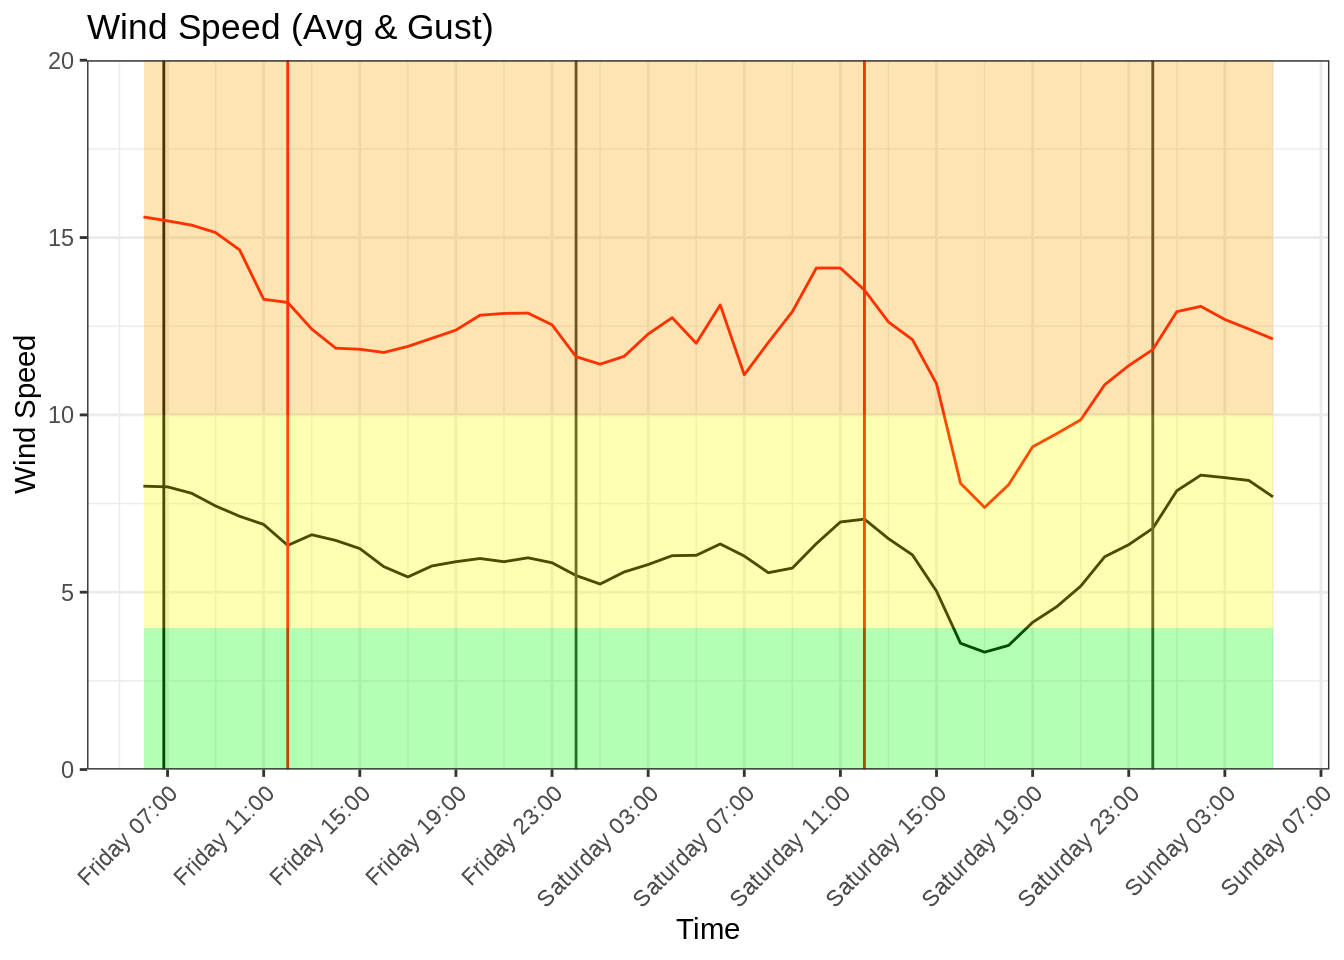 Wind Speed (Avg & Gust)
20
15
10
5
0
Wind Speed
Friday 07:00
Friday 11:00
Friday 15:00
Friday 19:00
Friday 23:00
Saturday 03:00
Saturday 07:00
Saturday 11:00
Saturday 15:00
Saturday 19:00
Saturday 23:00
Sunday 03:00
Sunday 07:00
Time